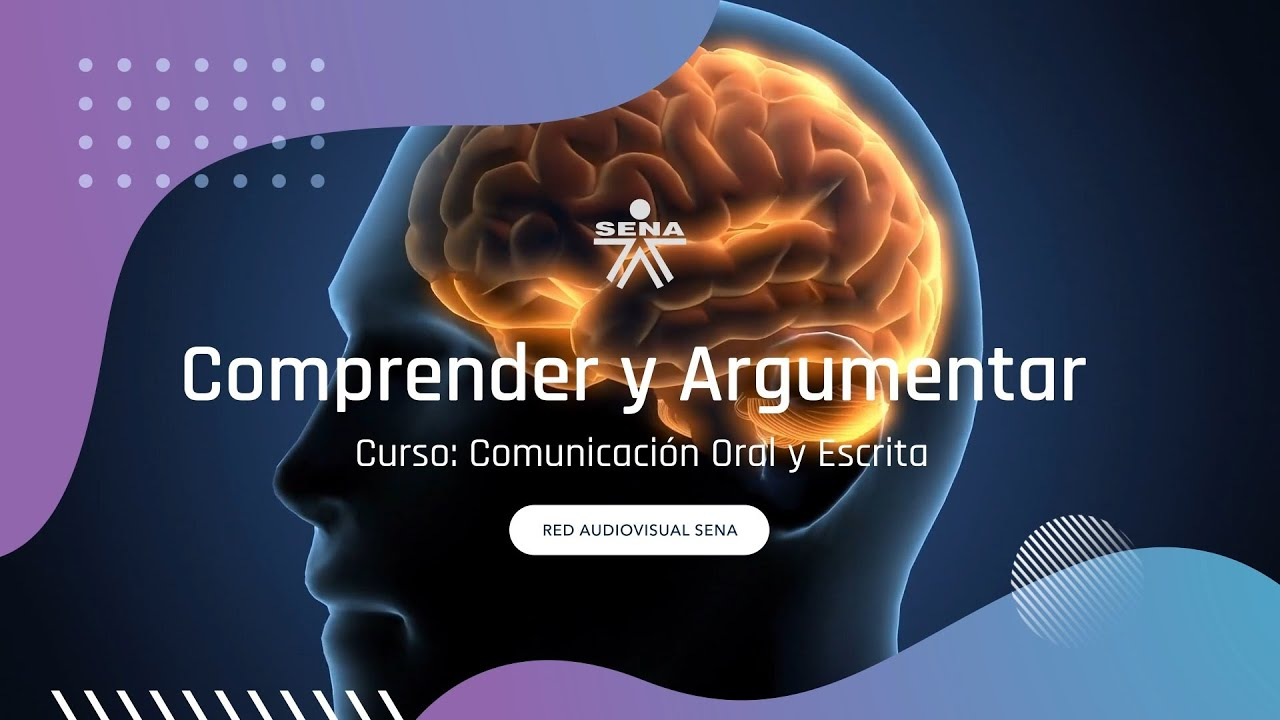 SENA
Comprender y Argumentar
Curso: Comunicación Oral y Escrita
RED AUDIOVISUAL SENA